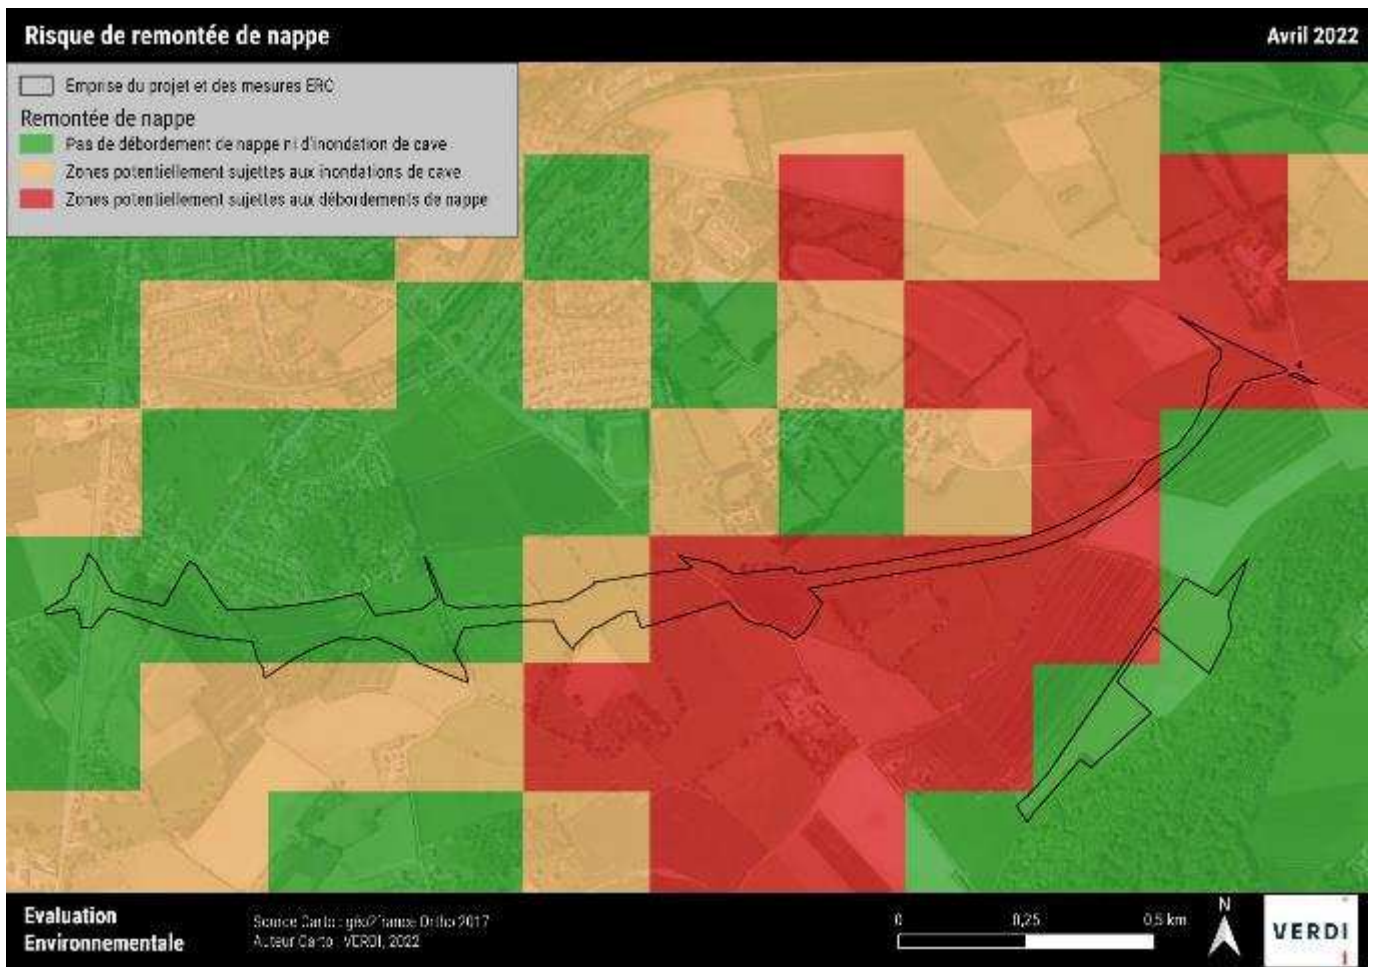 Risque de remontée de nappe
Avril 2022
Emprise du projet et des mesures ERC
Remontée de nappe
Pas de débordement de nappe ni d'inondation de cave
Zones potentiellement sujettes aux inondations de cave
Zones potentiellement sujettes aux débordements de nappe
Evaluation
Environnementale
Source Carto : géo2france Ortho 2017
Auteur Carto : VERDI, 2022
0 0,25 0,5 km
N
VERDI